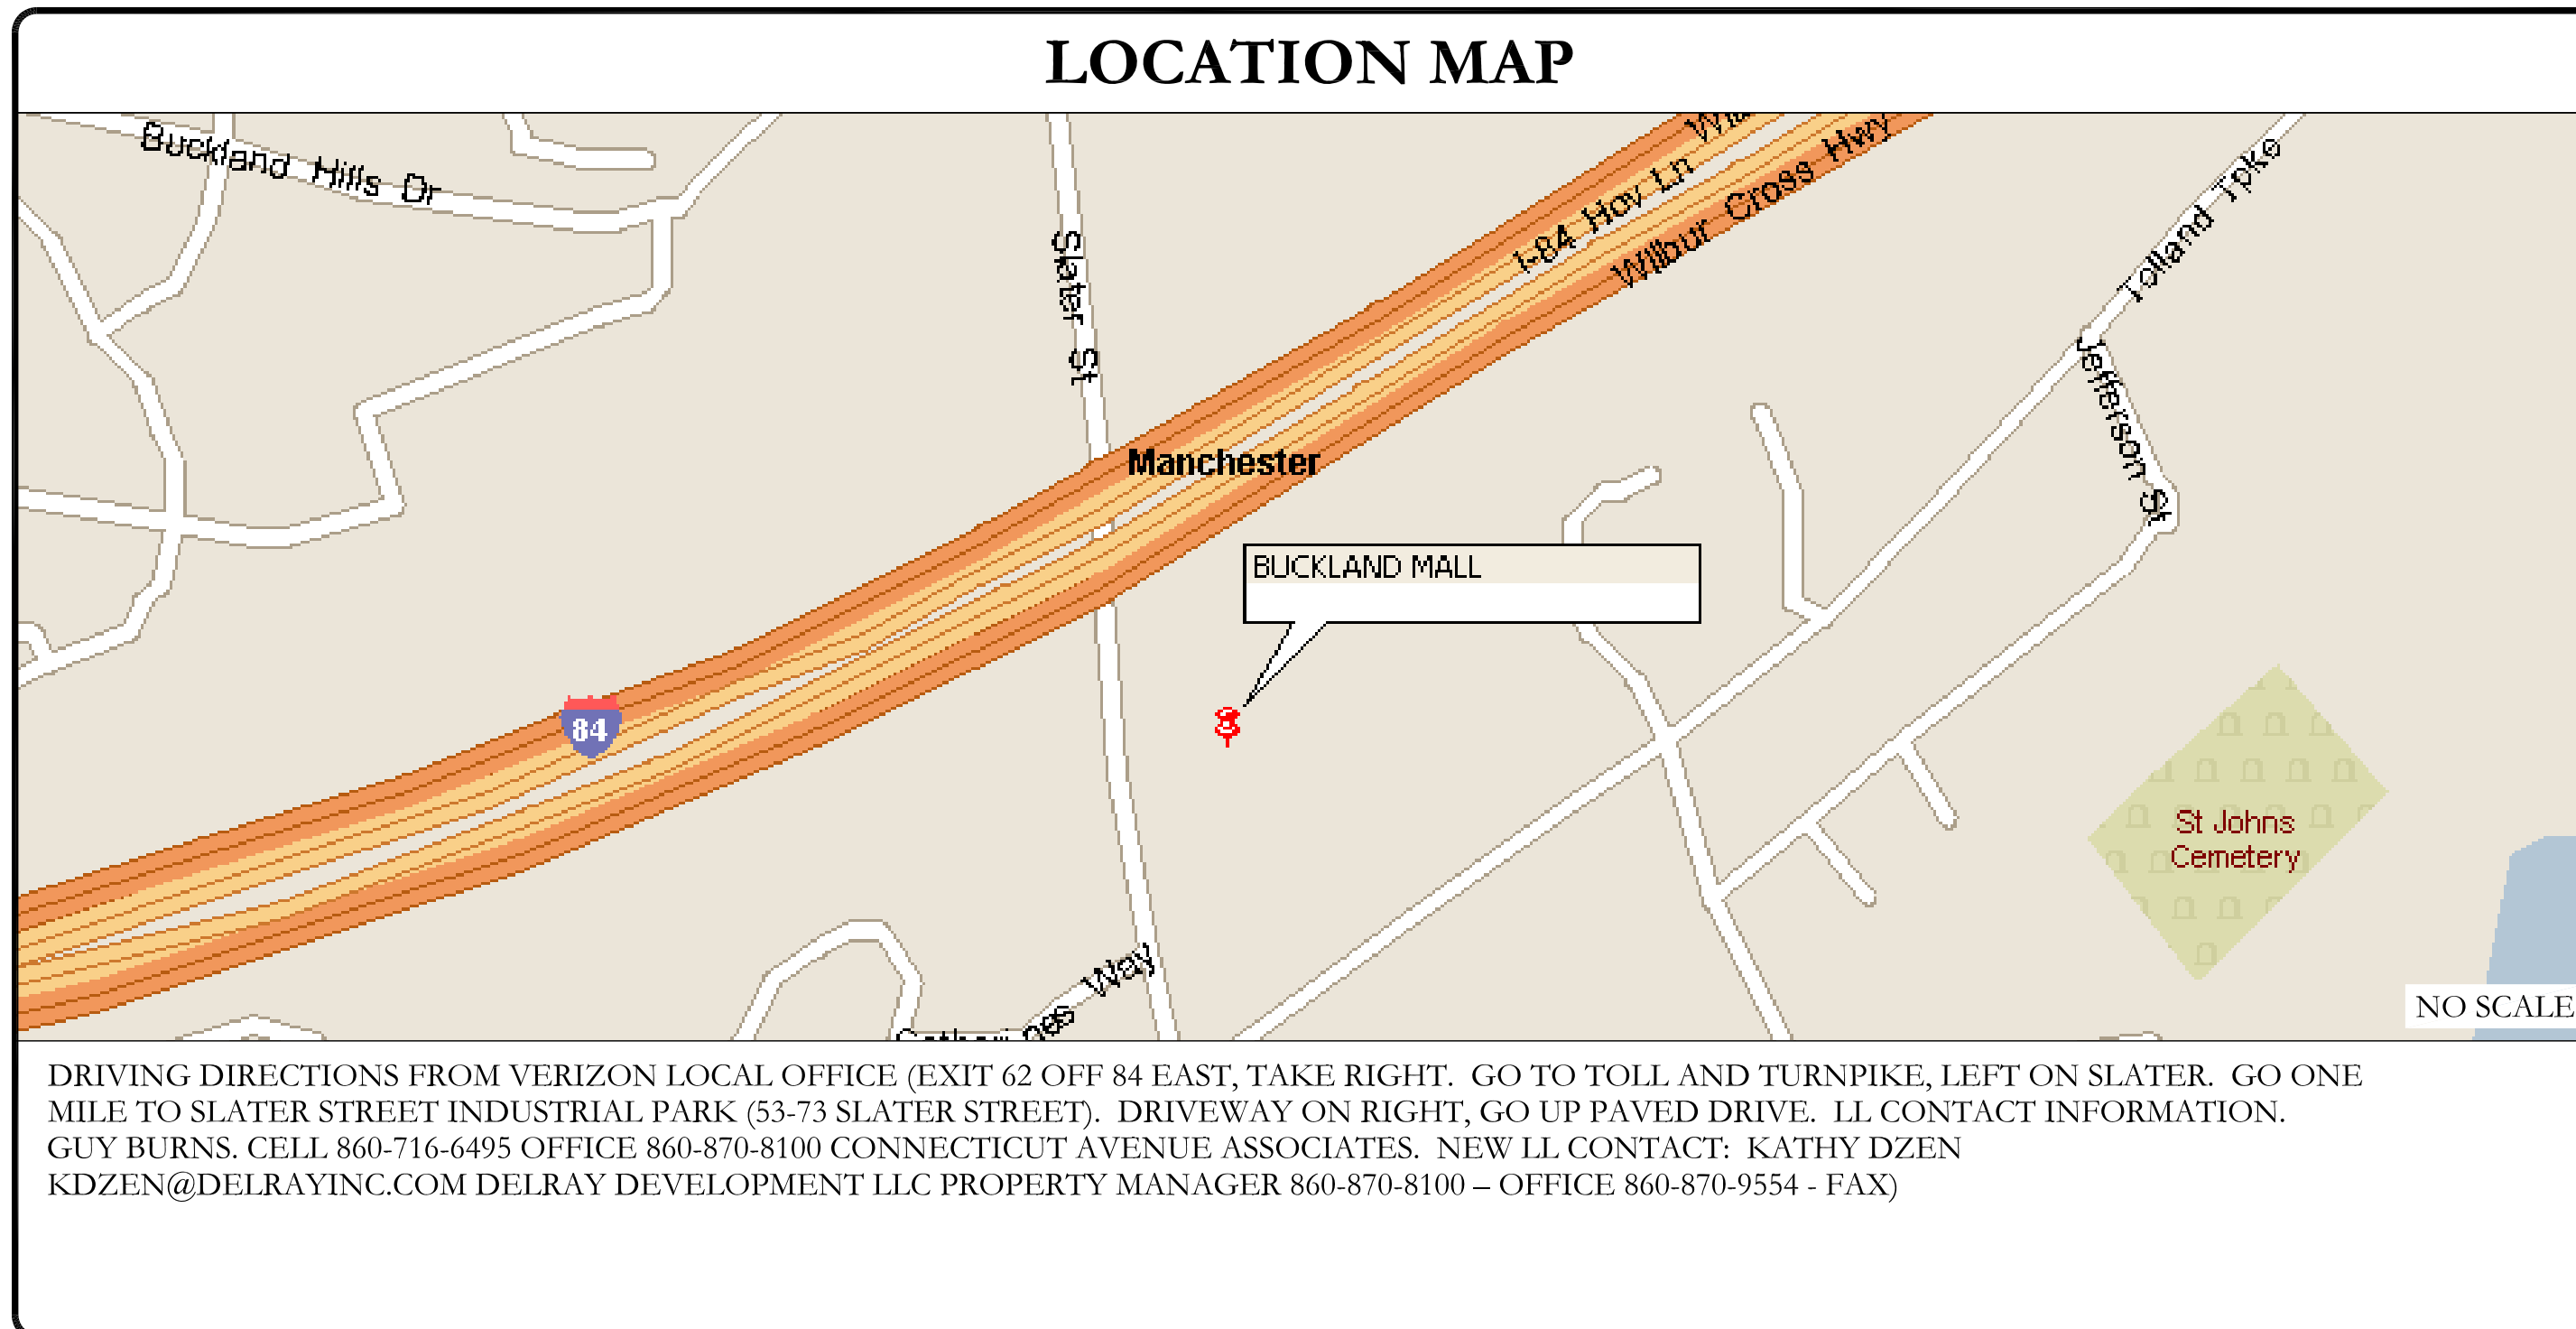 LOCATION MAP
Buckland Hills Dr
Slater St
I-84 Hov Ln
Wilbur Cross Hwy
Tolland Tpke
Jefferson St
Manchester
BUCKLAND MALL
84
St Johns
Cemetery
Way
NO SCALE
DRIVING DIRECTIONS FROM VERIZON LOCAL OFFICE (EXIT 62 OFF 84 EAST, TAKE RIGHT. GO TO TOLL AND TURNPIKE, LEFT ON SLATER. GO ONE
MILE TO SLATER STREET INDUSTRIAL PARK (53-73 SLATER STREET). DRIVEWAY ON RIGHT, GO UP PAVED DRIVE. LL CONTACT INFORMATION.
GUY BURNS. CELL 860-716-6495 OFFICE 860-870-8100 CONNECTICUT AVENUE ASSOCIATES. NEW LL CONTACT: KATHY DZEN
KDZEN@DELRAYINC.COM DELRAY DEVELOPMENT LLC PROPERTY MANAGER 860-870-8100 – OFFICE 860-870-9554 - FAX)